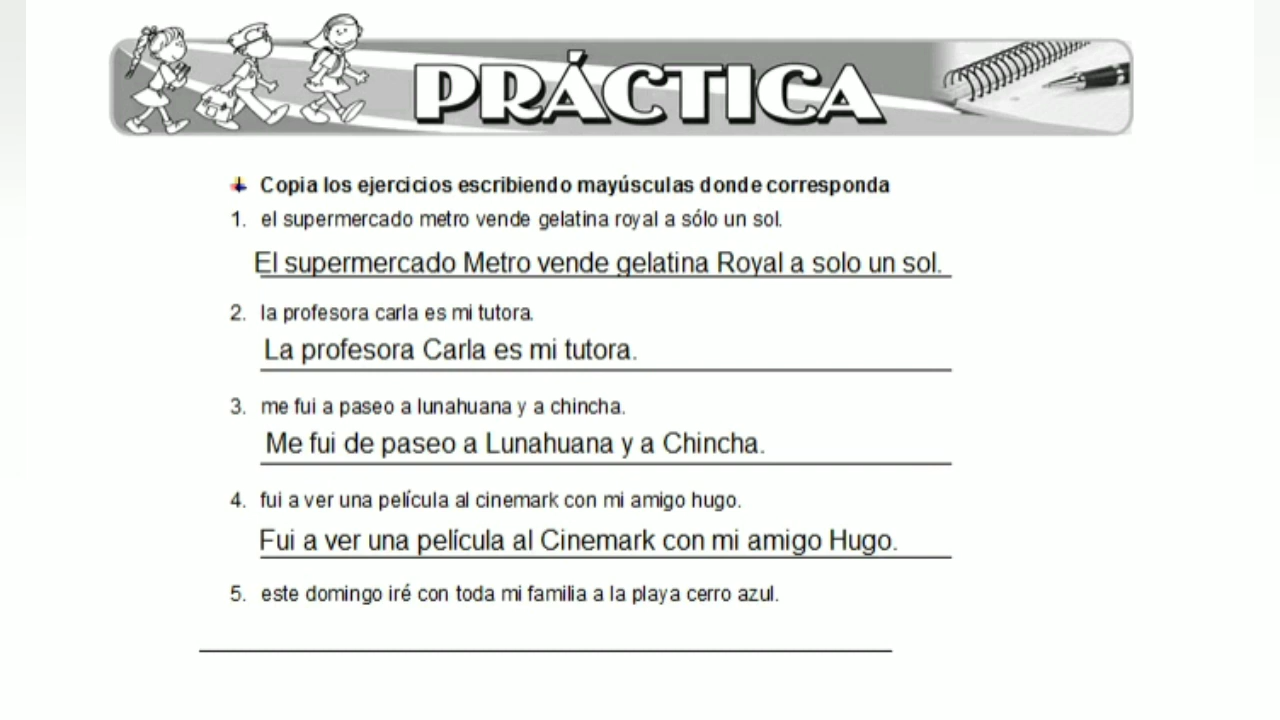 PRÁCTICA
Copia los ejercicios escribiendo mayúsculas donde corresponda
1. el supermercado metro vende gelatina royal a sólo un sol.
El supermercado Metro vende gelatina Royal a solo un sol.
2. la profesora carla es mi tutora.
La profesora Carla es mi tutora.
3. me fui a paseo a lunahuana y a chincha.
Me fui de paseo a Lunahuana y a Chincha.
4. fui a ver una película al cinemark con mi amigo hugo.
Fui a ver una película al Cinemark con mi amigo Hugo.
5. este domingo iré con toda mi familia a la playa cerro azul.